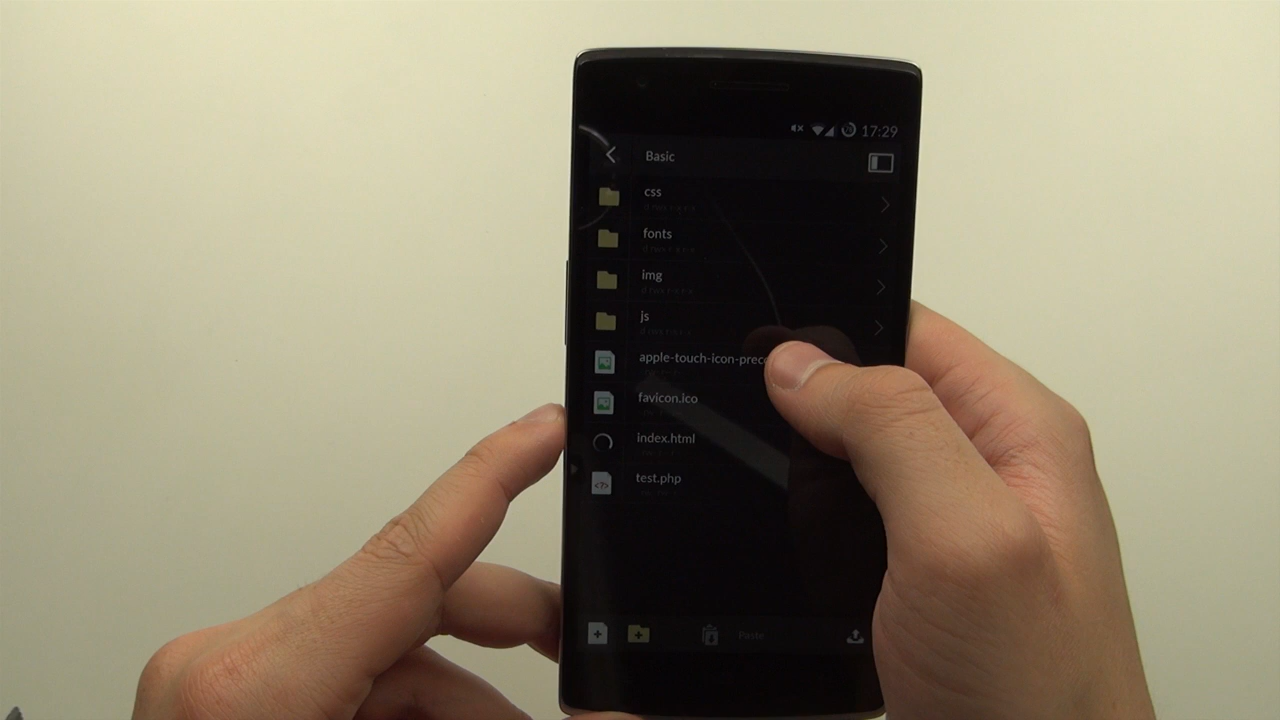 17:29
Basic
css
fonts
img
js
apple-touch-icon-prec
favicon.ico
index.html
test.php
<?>
Paste